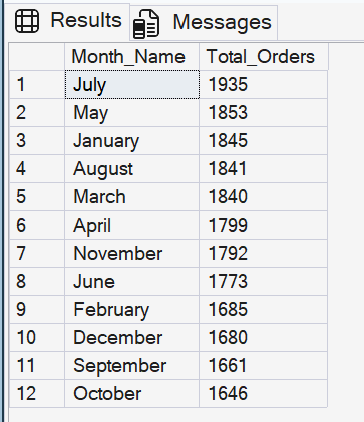 Results Messages
Month_Name Total_Orders
1 July 1935
2 May 1853
3 January 1845
4 August 1841
5 March 1840
6 April 1799
7 November 1792
8 June 1773
9 February 1685
10 December 1680
11 September 1661
12 October 1646